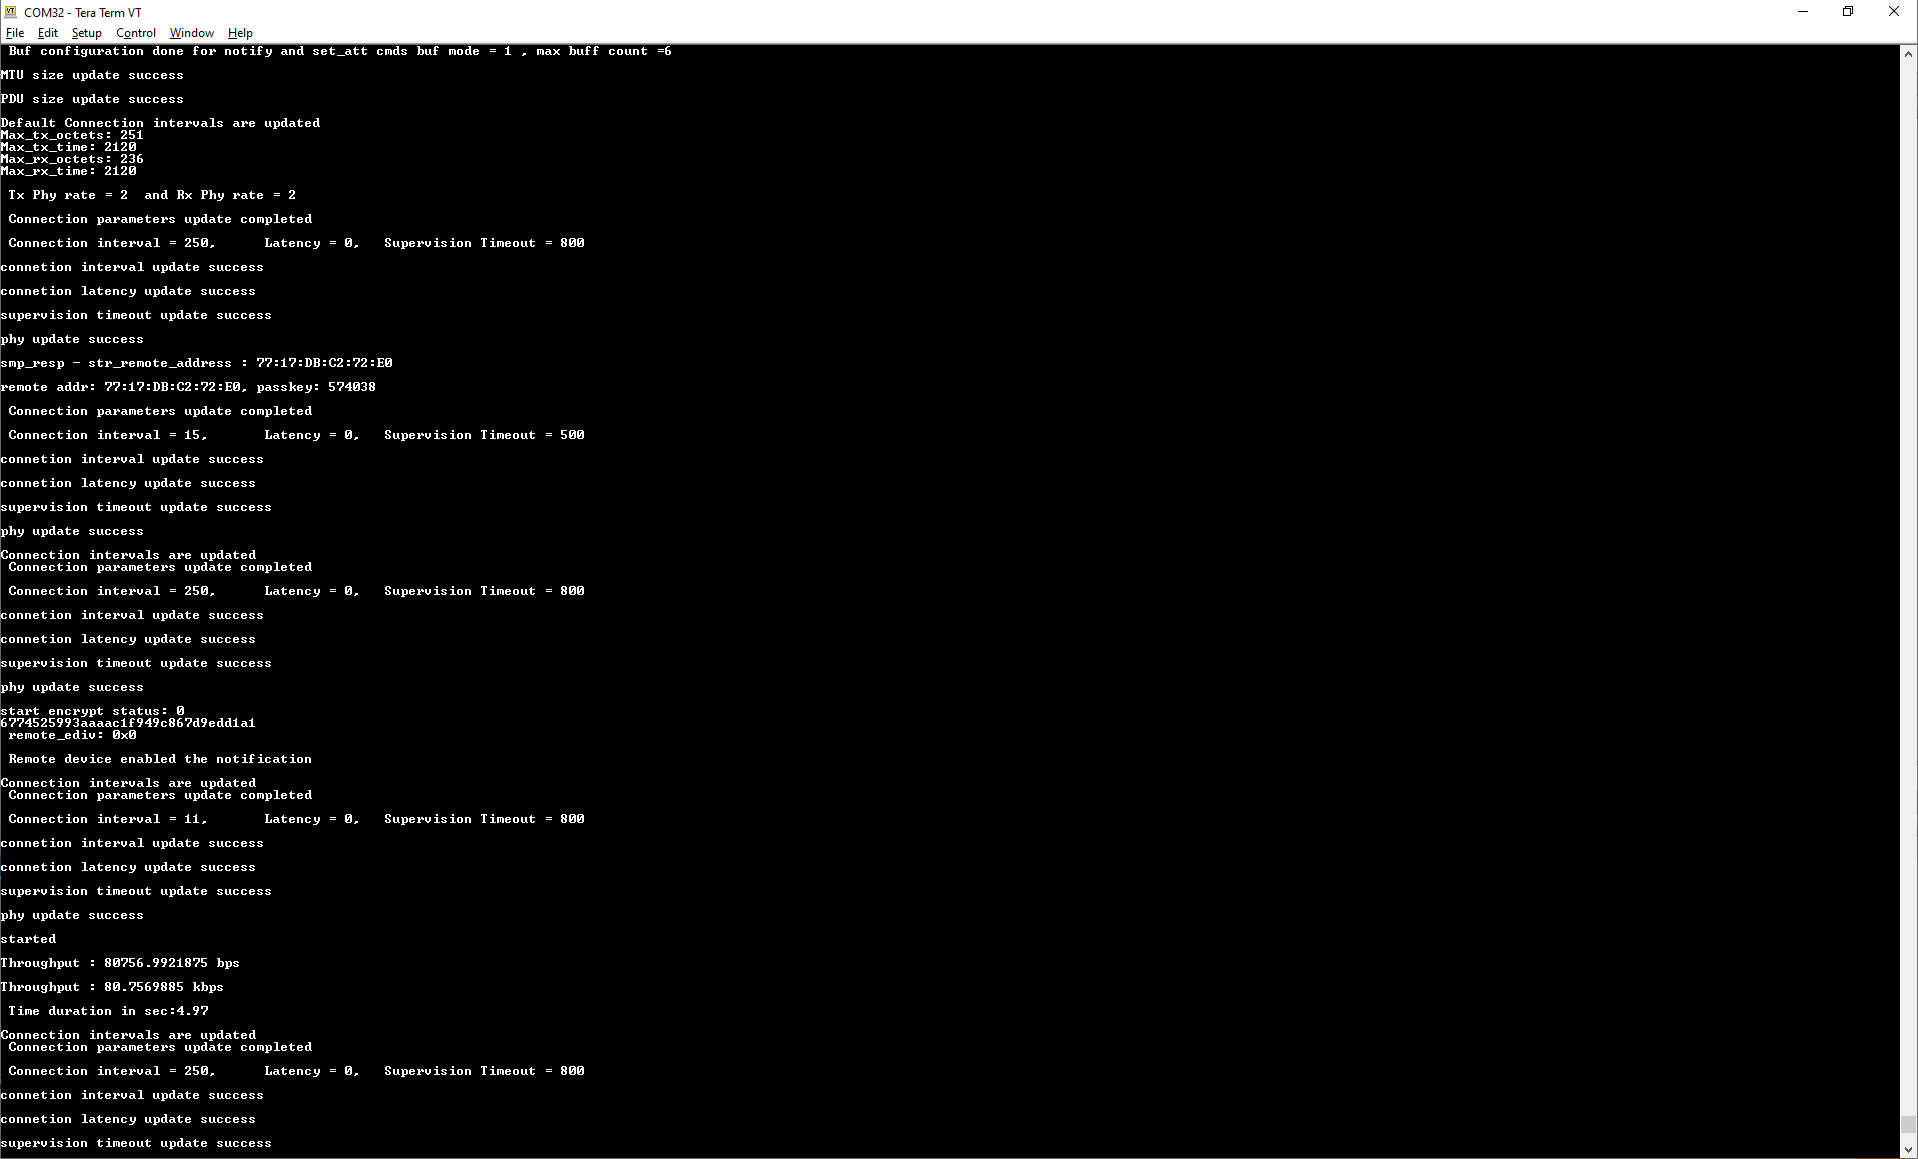 COM32 - Tera Term VT
File Edit Setup Control Window Help
Buf configuration done for notify and set_att cmds buf mode = 1 , max buff count =6
MTU size update success
PDU size update success
Default Connection intervals are updated
Max_tx_octets: 251
Max_tx_time: 2120
Max_rx_octets: 236
Max_rx_time: 2120
Tx Phy rate = 2  and Rx Phy rate = 2
Connection parameters update completed
Connection interval = 250,      Latency = 0,   Supervision Timeout = 800
connetion interval update success
connetion latency update success
supervision timeout update success
phy update success
smp_resp - str_remote_address : 77:17:DB:C2:72:E0
remote addr: 77:17:DB:C2:72:E0, passkey: 574038
Connection parameters update completed
Connection interval = 15,       Latency = 0,   Supervision Timeout = 500
connetion interval update success
connetion latency update success
supervision timeout update success
phy update success
Connection intervals are updated
Connection parameters update completed
Connection interval = 250,      Latency = 0,   Supervision Timeout = 800
connetion interval update success
connetion latency update success
supervision timeout update success
phy update success
start encrypt status: 0
6774525993aaaac1f949c867d9edd1a1
remote_ediv: 0x0
Remote device enabled the notification
Connection intervals are updated
Connection parameters update completed
Connection interval = 11,       Latency = 0,   Supervision Timeout = 800
connetion interval update success
connetion latency update success
supervision timeout update success
phy update success
started
Throughput : 80756.9921875 bps
Throughput : 80.7569885 kbps
Time duration in sec:4.97
Connection intervals are updated
Connection parameters update completed
Connection interval = 250,      Latency = 0,   Supervision Timeout = 800
connetion interval update success
connetion latency update success
supervision timeout update success